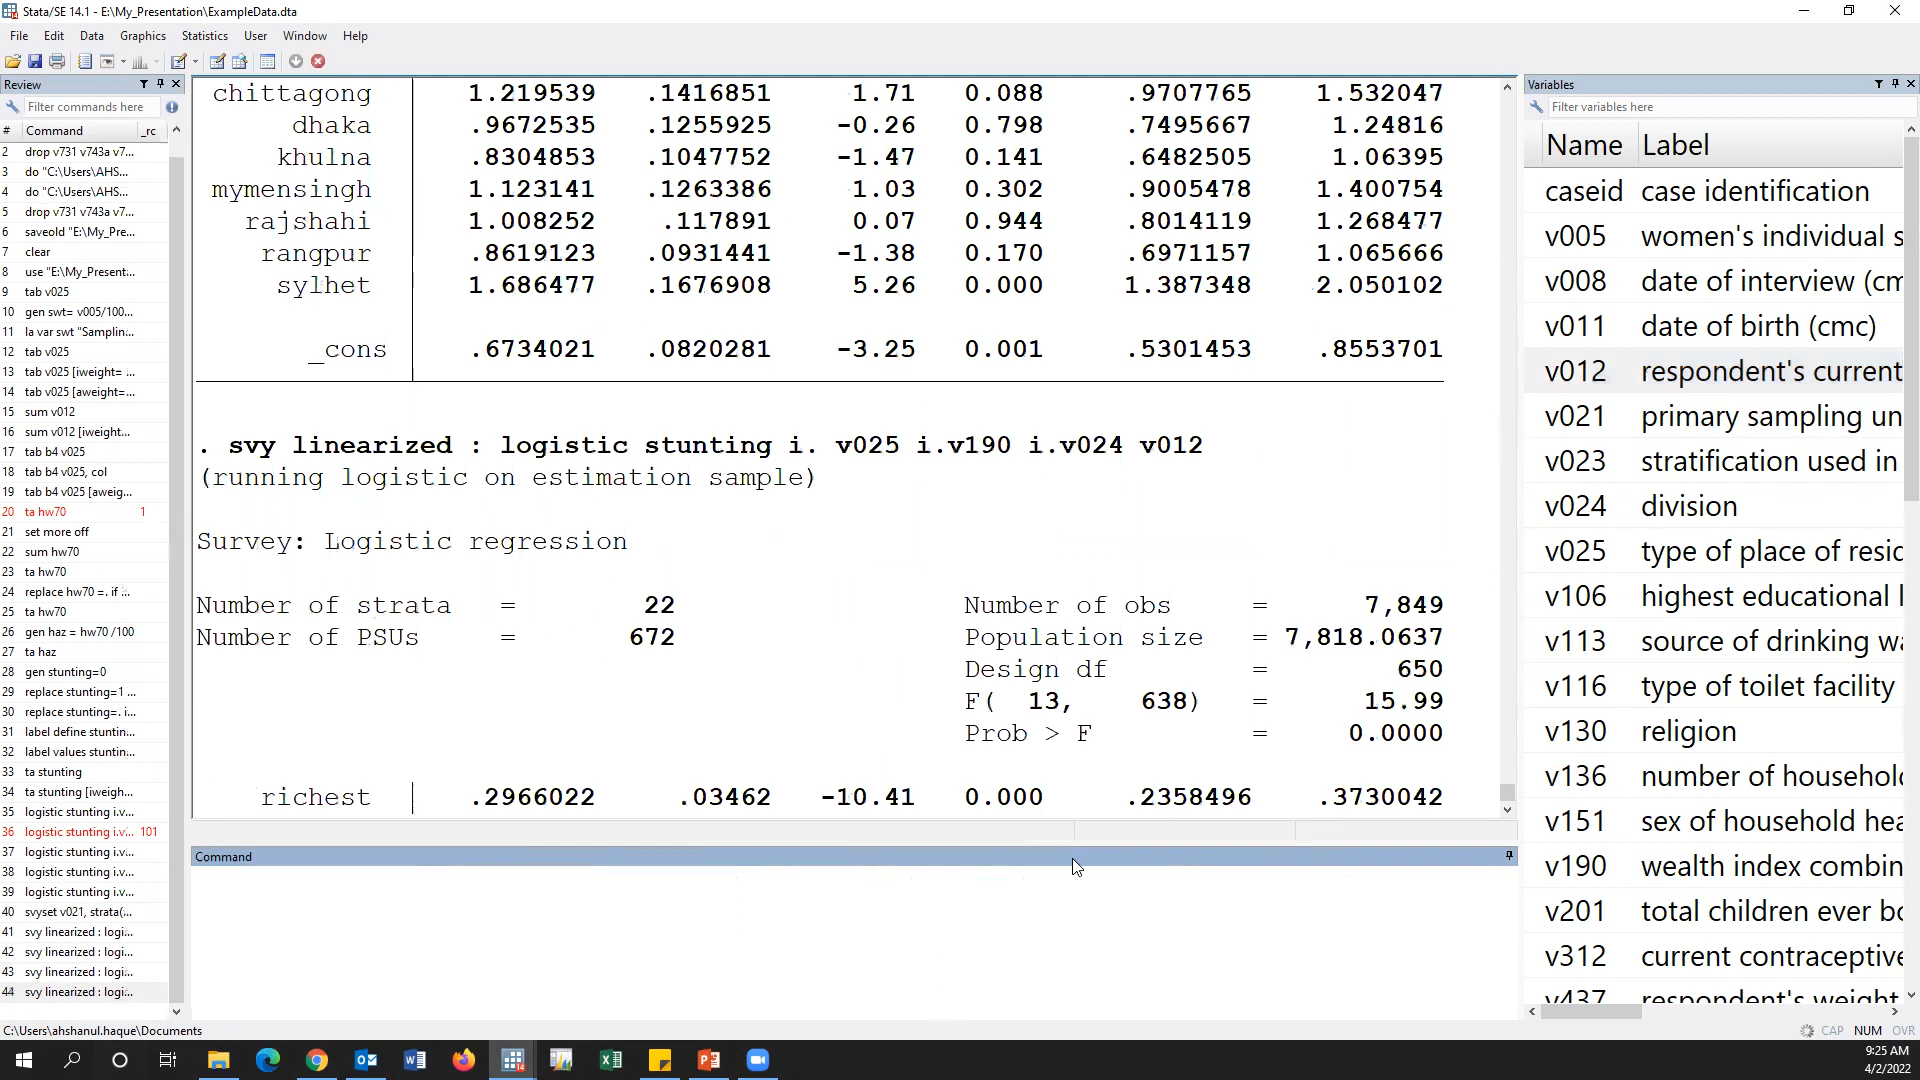 Stata/SE 14.1 - E:\My_Presentation\ExampleData.dta
File Edit Data Graphics Statistics User Window Help
Review
Filter commands here
# Command _rc
2 drop v731 v743a v7...
3 do "C:\Users\AHS...
4 do "C:\Users\AHS...
5 drop v731 v743a v7...
6 saveold "E:\My_Pre...
7 clear
8 use "E:\My_Present...
9 tab v025
10 gen swt= v005/100...
11 la var swt "Samplin...
12 tab v025
13 tab v025 [iweight= ...
14 tab v025 [aweight=...
15 sum v012
16 sum v012 [iweight...
17 tab b4 v025
18 tab b4 v025, col
19 tab b4 v025 [aweig...
20 ta hw70 1
21 set more off
22 sum hw70
23 ta hw70
24 replace hw70 =. if ...
25 ta hw70
26 gen haz = hw70 /100
27 ta haz
28 gen stunting=0
29 replace stunting=1 ...
30 replace stunting=. i...
31 label define stuntin...
32 label values stuntin...
33 ta stunting
34 ta stunting [iweigh...
35 logistic stunting i.v...
36 logistic stunting i.v... 101
37 logistic stunting i.v...
38 logistic stunting i.v...
39 logistic stunting i.v...
40 svyset v021, strata(...
41 svy linearized : logi...
42 svy linearized : logi...
43 svy linearized : logi...
44 svy linearized : logi...
chittagong 1.219539 .1416851 1.71 0.088 .9707765 1.532047
dhaka .9672535 .1255925 -0.26 0.798 .7495667 1.24816
khulna .8304853 .1047752 -1.47 0.141 .6482505 1.06395
mymensingh 1.123141 .1263386 1.03 0.302 .9005478 1.400754
rajshahi 1.008252 .117891 0.07 0.944 .8014119 1.268477
rangpur .8619123 .0931441 -1.38 0.170 .6971157 1.065666
sylhet 1.686477 .1676908 5.26 0.000 1.387348 2.050102
_cons .6734021 .0820281 -3.25 0.001 .5301453 .8553701
. svy linearized : logistic stunting i. v025 i.v190 i.v024 v012
(running logistic on estimation sample)
Survey: Logistic regression
Number of strata = 22 Number of obs = 7,849
Number of PSUs = 672 Population size = 7,818.0637
Design df = 650
F( 13, 638) = 15.99
Prob > F = 0.0000
richest .2966022 .03462 -10.41 0.000 .2358496 .3730042
Command
Variables
Filter variables here
Name Label
caseid case identification
v005 women's individual s
v008 date of interview (cm
v011 date of birth (cmc)
v012 respondent's current
v021 primary sampling un
v023 stratification used in
v024 division
v025 type of place of resid
v106 highest educational l
v113 source of drinking wa
v116 type of toilet facility
v130 religion
v136 number of househol
v151 sex of household hea
v190 wealth index combin
v201 total children ever bo
v312 current contraceptive
v437 respondent's weight
C:\Users\ahshanul.haque\Documents
CAP NUM OVR
9:25 AM
4/2/2022